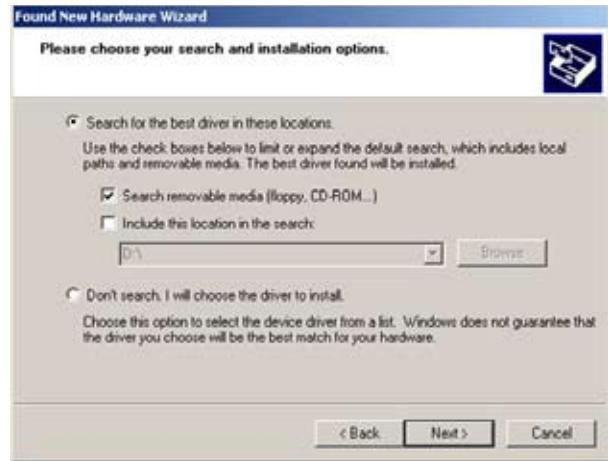 Found New Hardware Wizard
Please choose your search and installation options.
Search for the best driver in these locations.
Use the check boxes below to limit or expand the default search, which includes local
paths and removable media. The best driver found will be installed.
Search removable media (floppy, CD-ROM...)
Include this location in the search:
D:\
Browse
Don't search. I will choose the driver to install.
Choose this option to select the device driver from a list. Windows does not guarantee that
the driver you choose will be the best match for your hardware.
< Back
Next >
Cancel